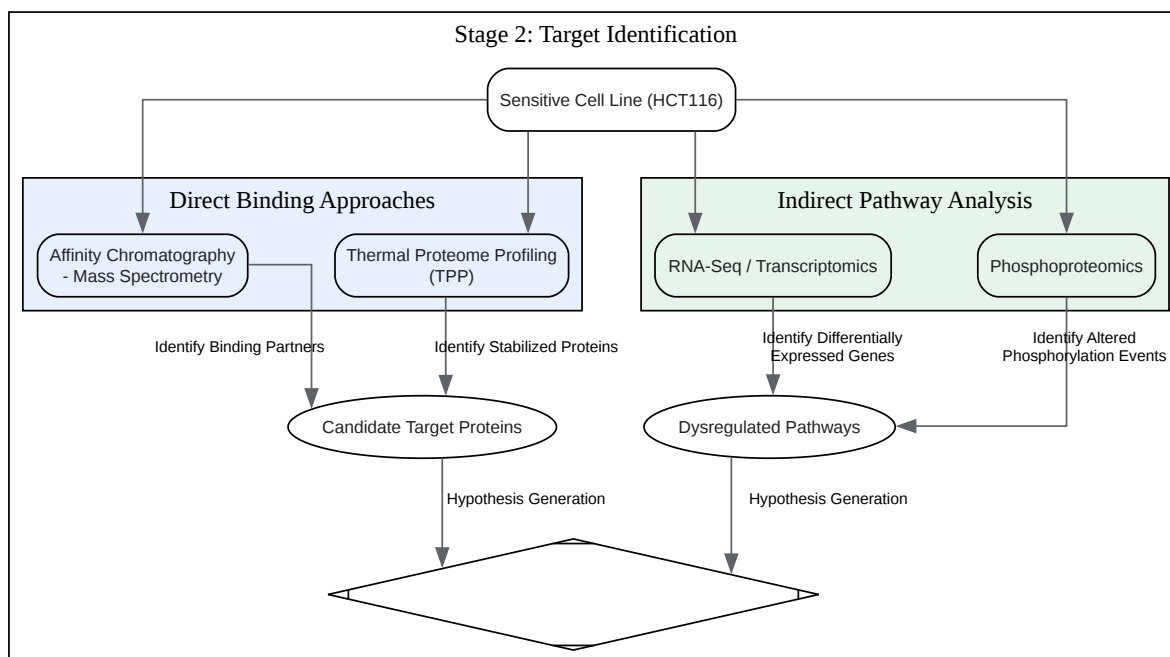 Stage 2: Target Identification
Sensitive Cell Line (HCT116)
Direct Binding Approaches
Indirect Pathway Analysis
Affinity Chromatography
- Mass Spectrometry
Thermal Proteome Profiling
(TPP)
RNA-Seq / Transcriptomics
Phosphoproteomics
Identify Binding Partners
Identify Stabilized Proteins
Identify Differentially
Expressed Genes
Identify Altered
Phosphorylation Events
Candidate Target Proteins
Dysregulated Pathways
Hypothesis Generation
Hypothesis Generation